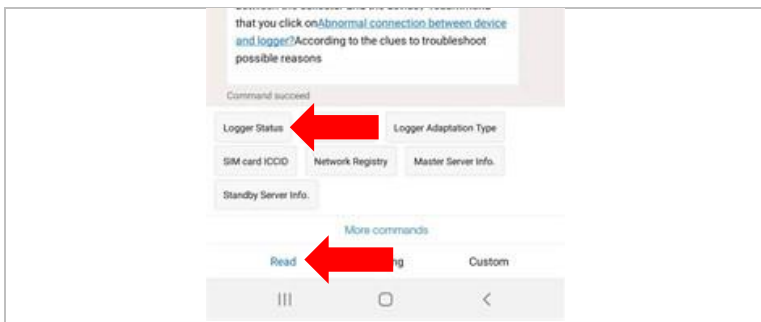 that you click onAbnormal connection between device
and logger?According to the clues to troubleshoot
possible reasons
Command succeed
Logger Status Logger Adaptation Type
SIM card ICCID Network Registry Master Server Info.
Standby Server Info.
More commands
Read Custom